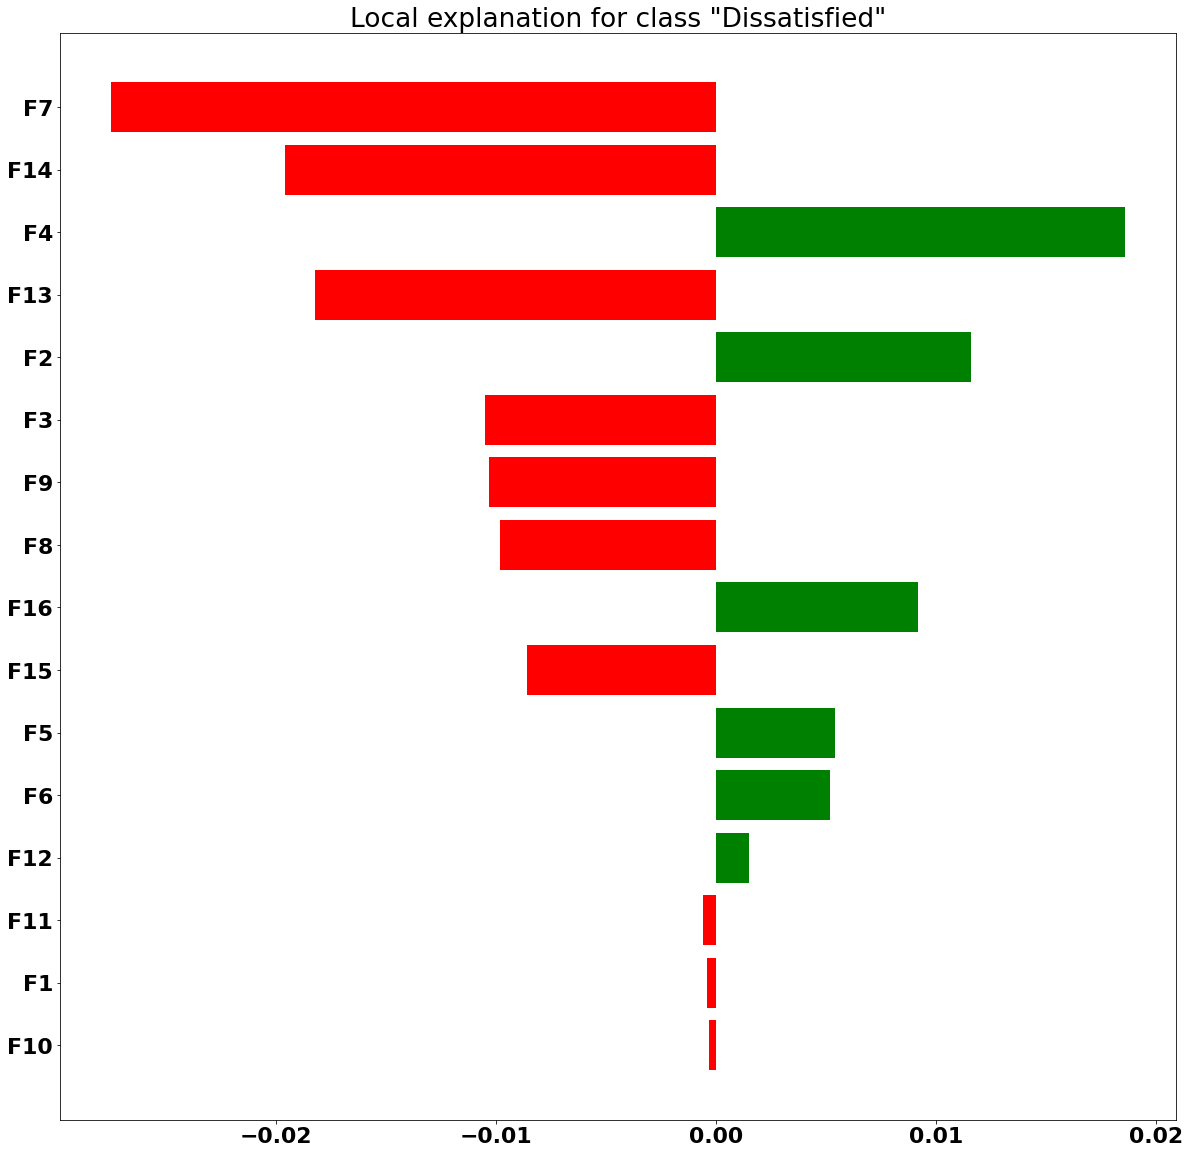 Local explanation for class "Dissatisfied"
F7
F14
F4
F13
F2
F3
F9
F8
F16
F15
F5
F6
F12
F11
F1
F10
−0.02 −0.01 0.00 0.01 0.02